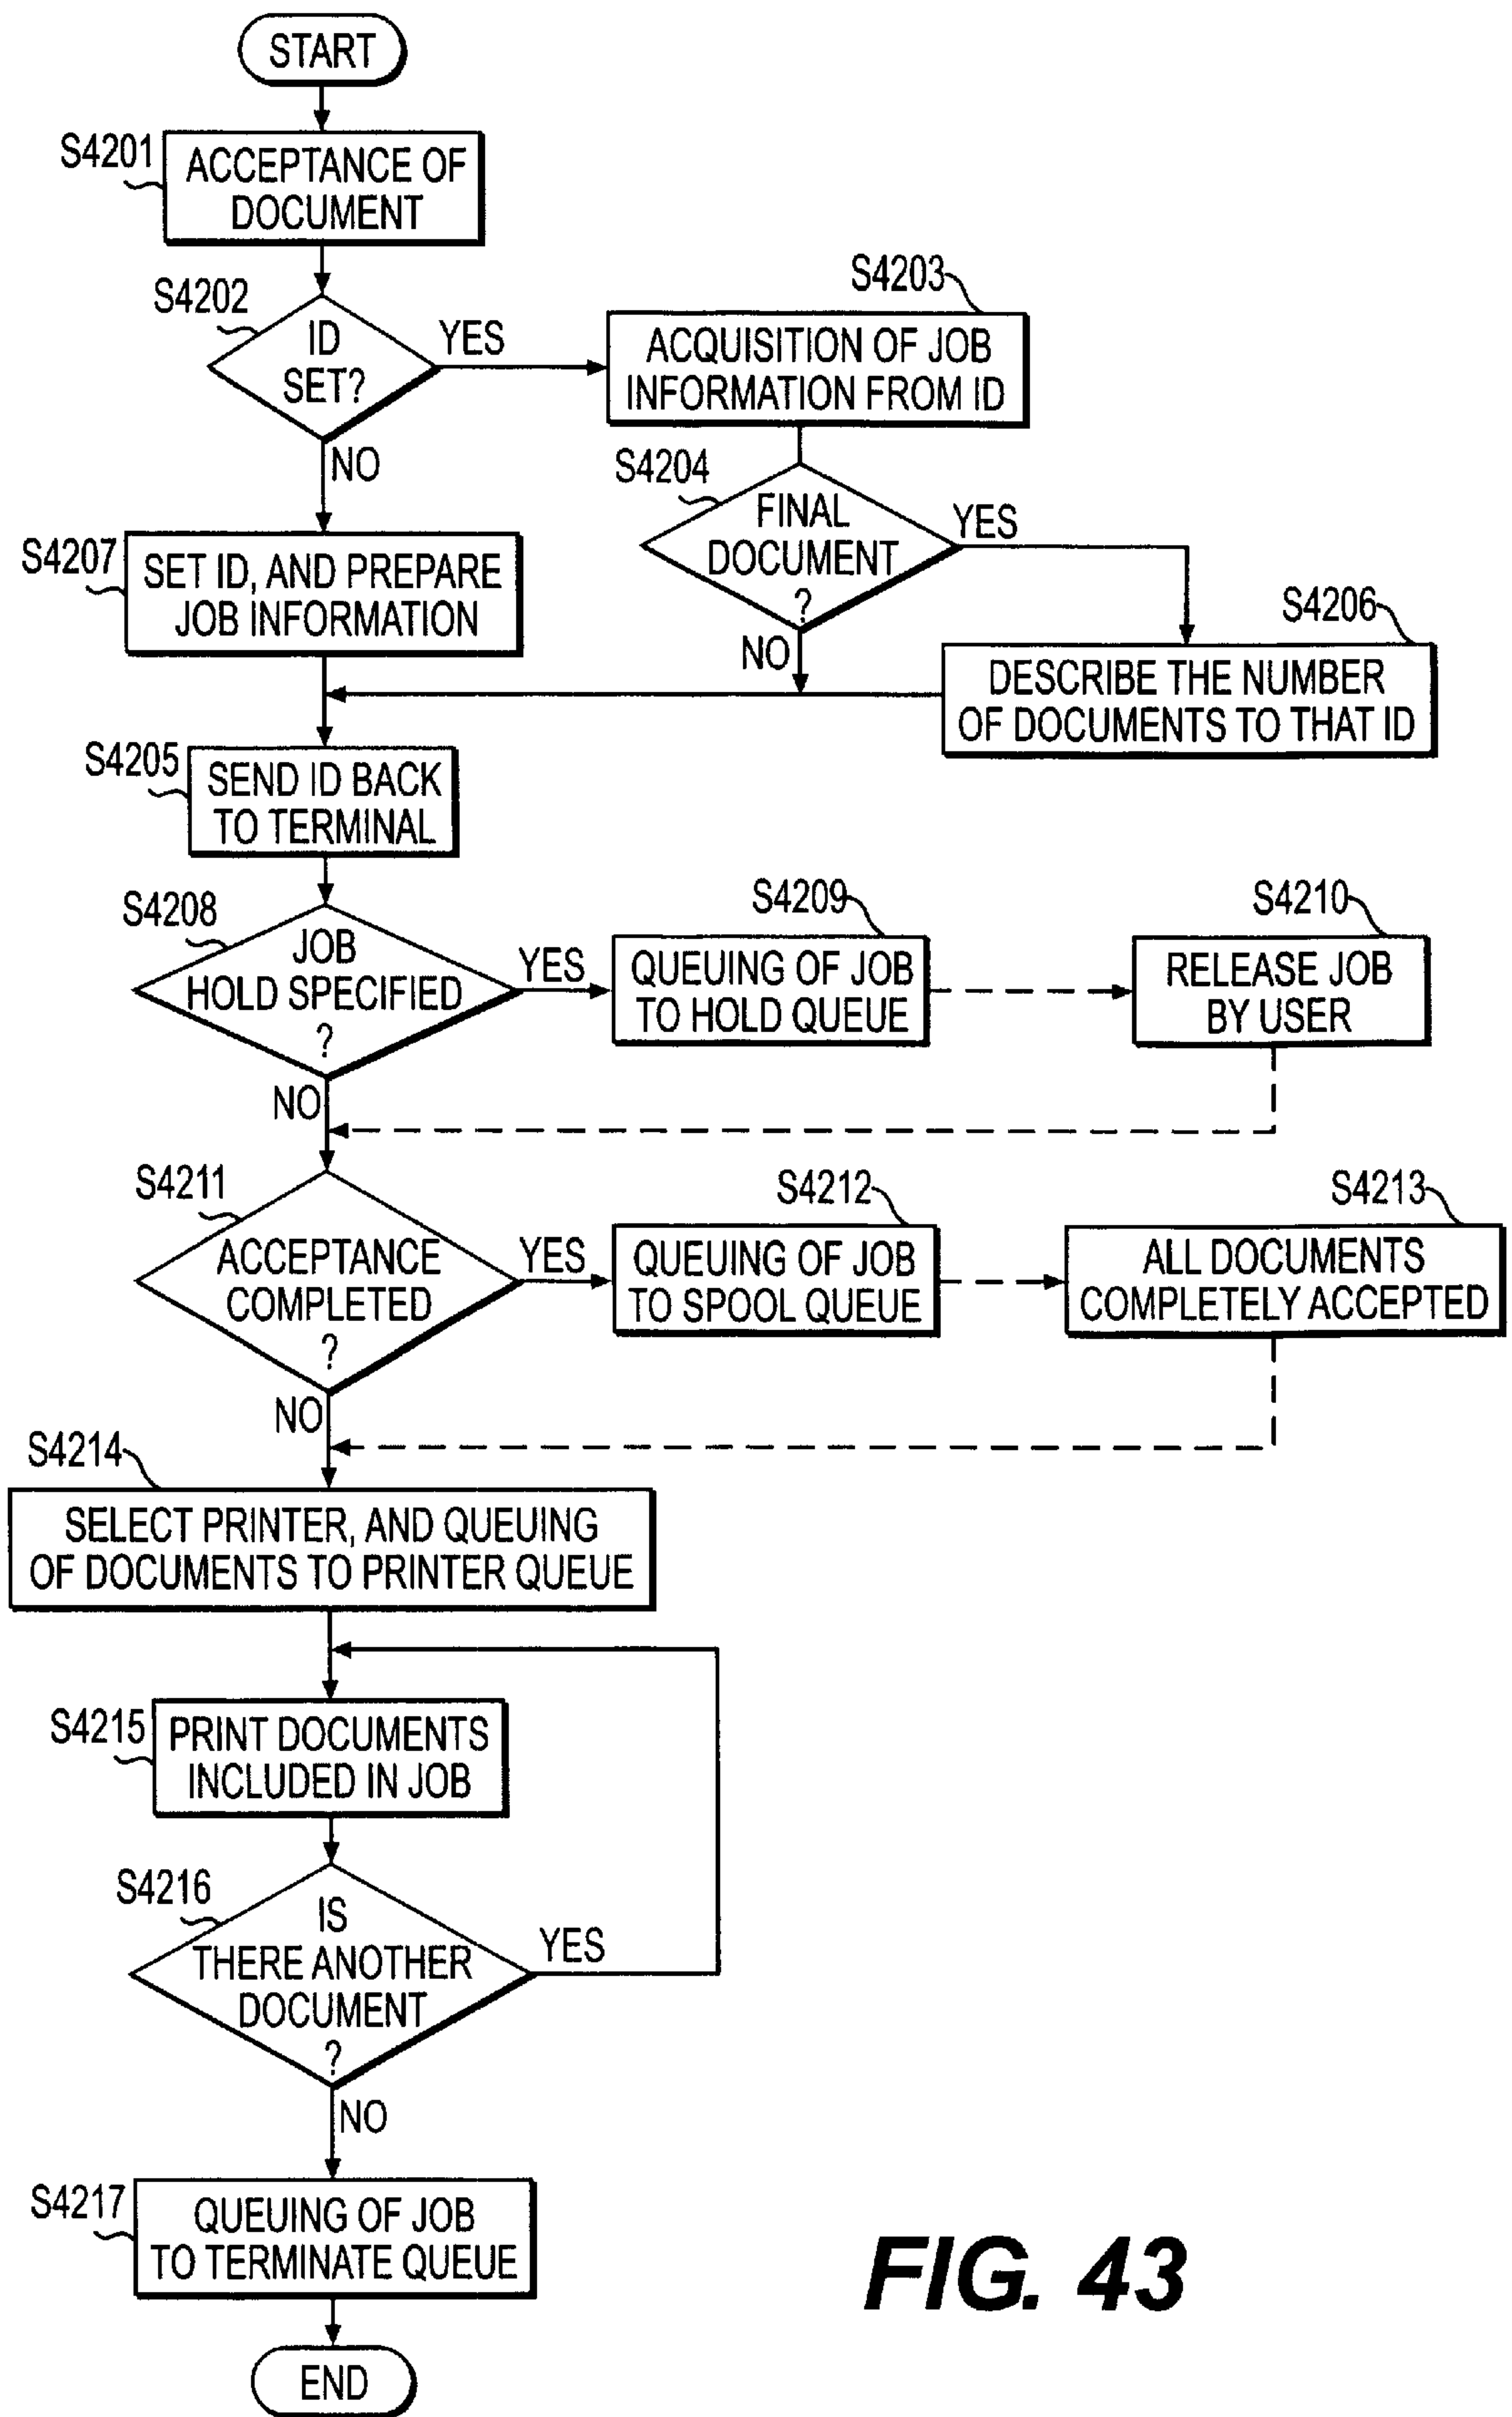 START
S4201
ACCEPTANCE OF
DOCUMENT
S4202
ID
SET?
YES
NO
S4203
ACQUISITION OF JOB
INFORMATION FROM ID
S4204
FINAL
DOCUMENT
?
YES
NO
S4207
SET ID, AND PREPARE
JOB INFORMATION
S4206
DESCRIBE THE NUMBER
OF DOCUMENTS TO THAT ID
S4205
SEND ID BACK
TO TERMINAL
S4208
JOB
HOLD SPECIFIED
?
YES
NO
S4209
QUEUING OF JOB
TO HOLD QUEUE
S4210
RELEASE JOB
BY USER
S4211
ACCEPTANCE
COMPLETED
?
YES
NO
S4212
QUEUING OF JOB
TO SPOOL QUEUE
S4213
ALL DOCUMENTS
COMPLETELY ACCEPTED
S4214
SELECT PRINTER, AND QUEUING
OF DOCUMENTS TO PRINTER QUEUE
S4215
PRINT DOCUMENTS
INCLUDED IN JOB
S4216
IS
THERE ANOTHER
DOCUMENT
?
YES
NO
S4217
QUEUING OF JOB
TO TERMINATE QUEUE
END
FIG. 43